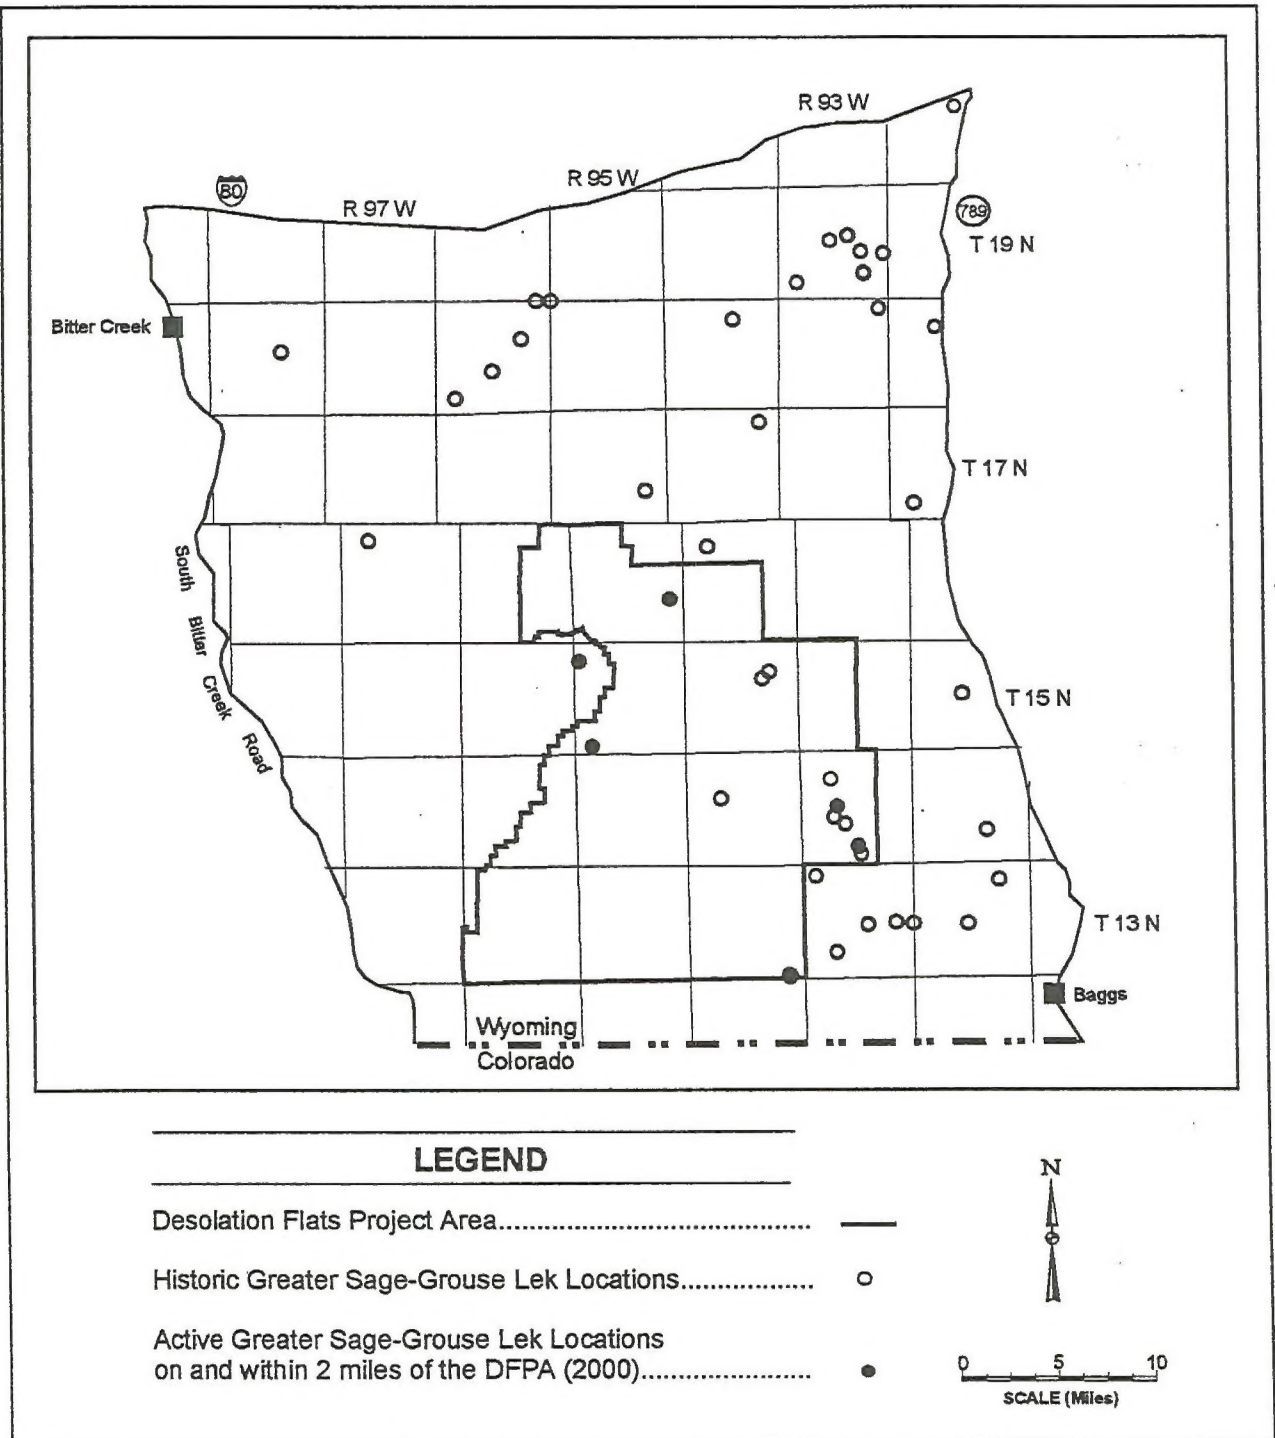 R 93 W
R 95 W
80
R 97 W
789
T 19 N
Bitter Creek
T 17 N
South Bitter Creek Road
T 15 N
T 13 N
Baggs
Wyoming
Colorado
LEGEND
Desolation Flats Project Area.......................................
Historic Greater Sage-Grouse Lek Locations.................
Active Greater Sage-Grouse Lek Locations
on and within 2 miles of the DFPA (2000).....................
N
0 5 10
SCALE (Miles)